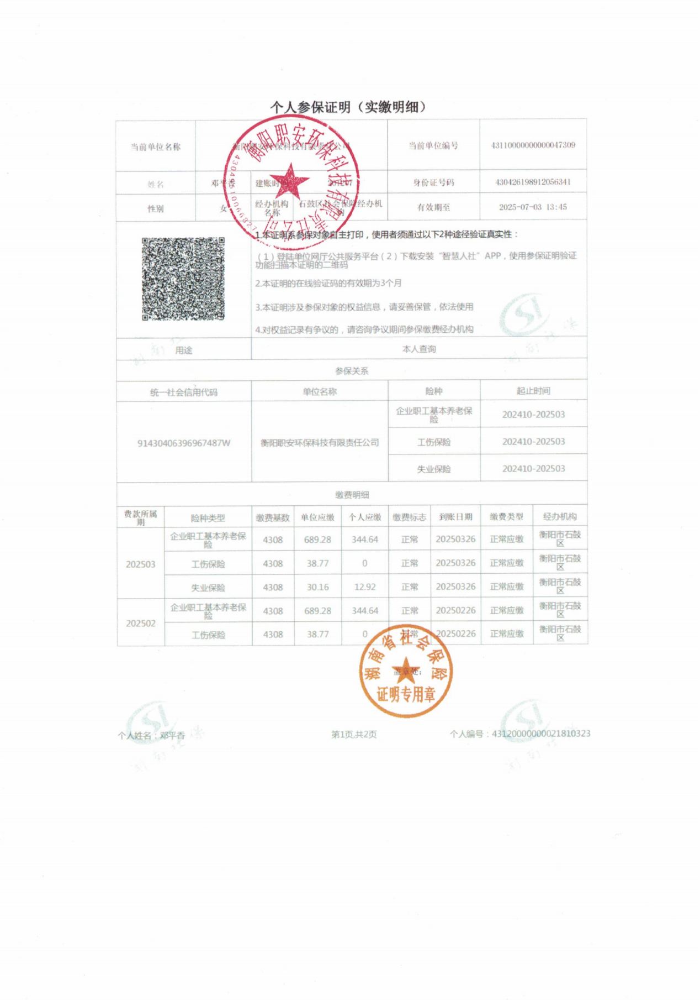 个人参保证明（实缴明细）
当前单位名称 衡阳职安环保科技有限责任公司 当前单位编号 43110000000000047309
姓名 邓平香 建账时间 身份证号码 430426198912056341
性别 女 经办机构名称 石鼓区社会保险经办机构 有效期至 2025-07-03 13:45
1.本证明系参保对象自主打印，使用者须通过以下2种途径验证真实性：
（1）登陆单位网厅公共服务平台（2）下载安装“智慧人社”APP，使用参保证明验证
功能扫描本证明的二维码
2.本证明的在线验证码的有效期为3个月
3.本证明涉及参保对象的权益信息，请妥善保管，依法使用
4.对权益记录有争议的，请咨询争议期间参保缴费经办机构
用途 本人查询
参保关系
统一社会信用代码 单位名称 险种 起止时间
91430406396967487W 衡阳职安环保科技有限责任公司 企业职工基本养老保险 202410-202503
工伤保险 202410-202503
失业保险 202410-202503
缴费明细
费款所属期 险种类型 缴费基数 单位应缴 个人应缴 缴费标志 到账日期 缴费类型 经办机构
202503 企业职工基本养老保险 4308 689.28 344.64 正常 20250326 正常应缴 衡阳市石鼓区
工伤保险 4308 38.77 0 正常 20250326 正常应缴 衡阳市石鼓区
失业保险 4308 30.16 12.92 正常 20250326 正常应缴 衡阳市石鼓区
202502 企业职工基本养老保险 4308 689.28 344.64 正常 20250226 正常应缴 衡阳市石鼓区
工伤保险 4308 38.77 0 正常 20250226 正常应缴 衡阳市石鼓区
盖章处：
个人姓名：邓平香 第1页,共2页 个人编号：43120000000021810323
衡阳职安环保科技有限责任公司
湖南省社会保险
证明专用章
湖南社保
湖南社保
湖南社保
湖南社保